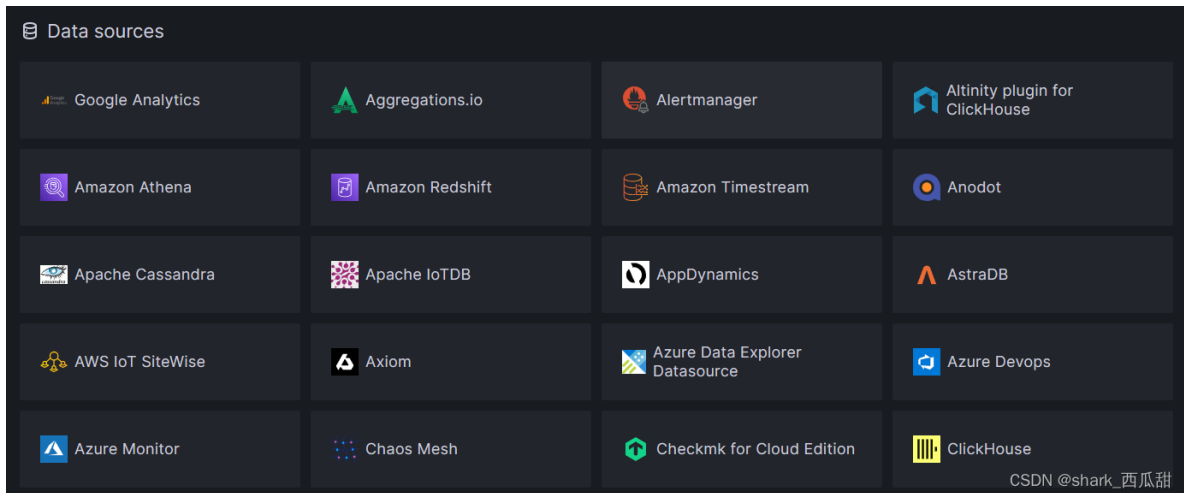 Data sources
Google Analytics
Aggregations.io
Alertmanager
Altinity plugin for
ClickHouse
Amazon Athena
Amazon Redshift
Amazon Timestream
Anodot
Apache Cassandra
Apache IoTDB
AppDynamics
AstraDB
AWS IoT SiteWise
Axiom
Azure Data Explorer
Datasource
Azure Devops
Azure Monitor
Chaos Mesh
Checkmk for Cloud Edition
ClickHouse
CSDN @shark_西瓜甜